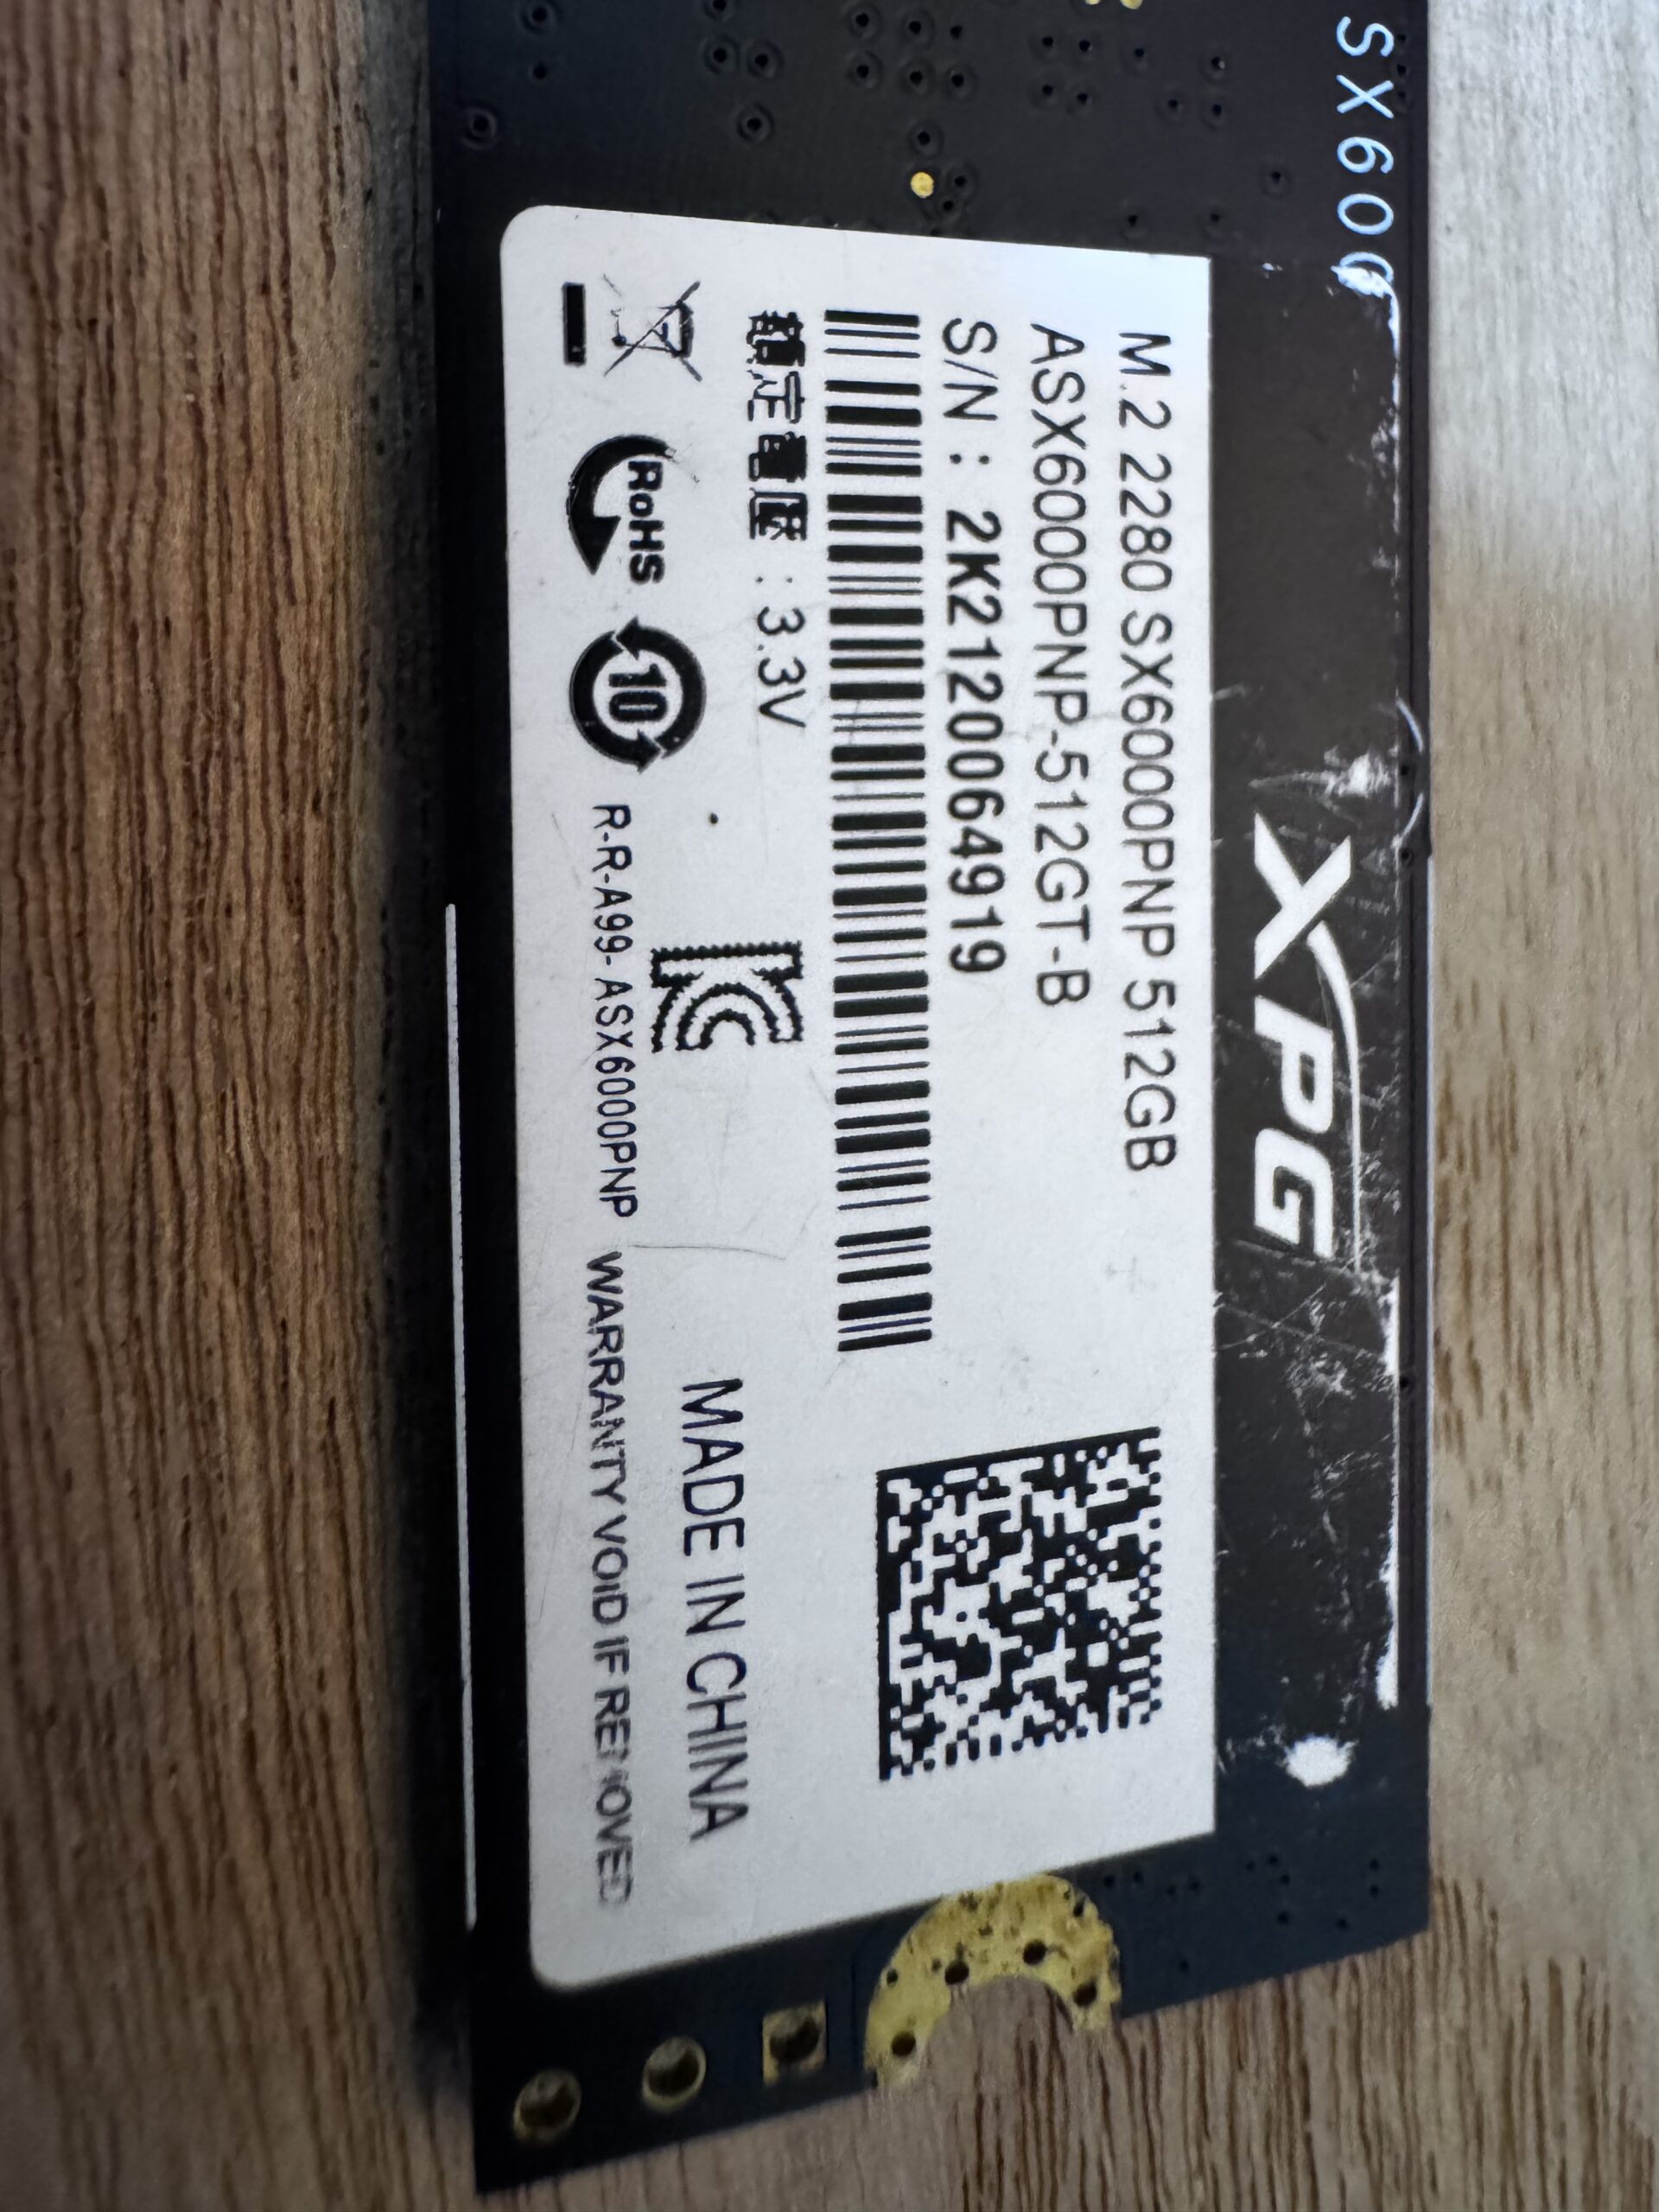 SX600
XPG
M.2 2280 SX6000PNP 512GB
ASX6000PNP-512GT-B
S/N : 2K2120064919
額定電壓 : 3.3V
MADE IN CHINA
RoHS
10
R-R-A99- ASX6000PNP
WARRANTY VOID IF REMOVED